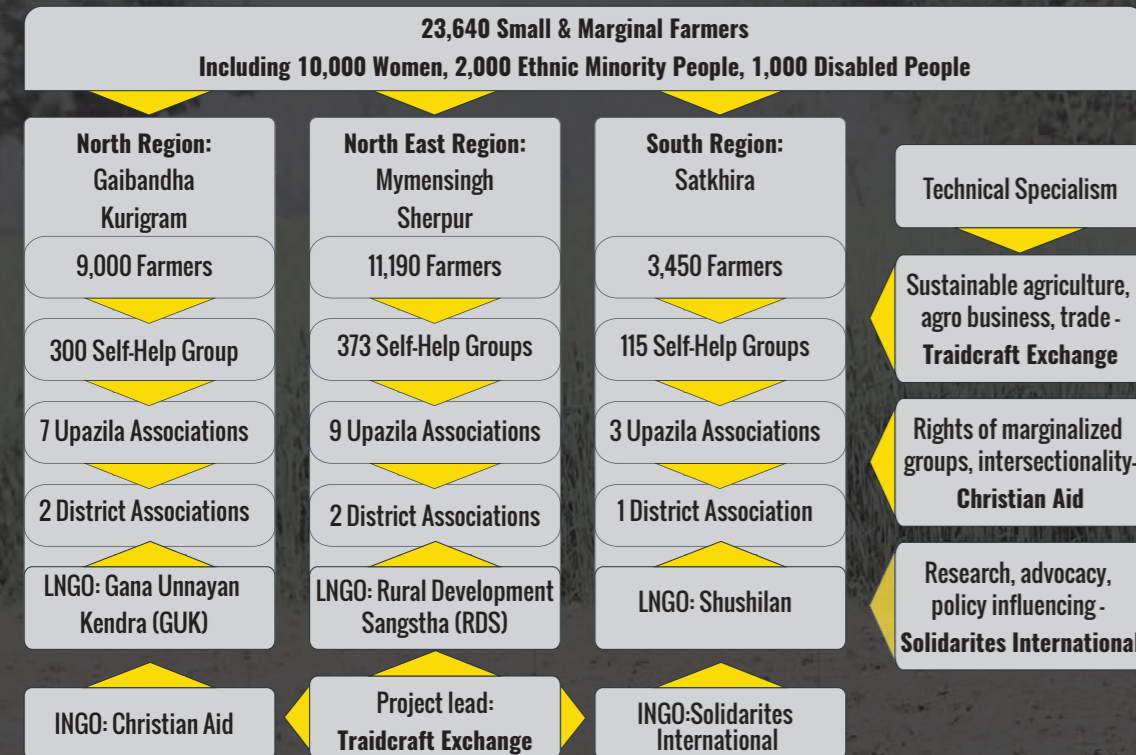 23,640 Small & Marginal Farmers
Including 10,000 Women, 2,000 Ethnic Minority People, 1,000 Disabled People
North Region:
Gaibandha
Kurigram
9,000 Farmers
300 Self-Help Group
7 Upazila Associations
2 District Associations
LNGO: Gana Unnayan
Kendra (GUK)
INGO: Christian Aid
North East Region:
Mymensingh
Sherpur
11,190 Farmers
373 Self-Help Groups
9 Upazila Associations
2 District Associations
LNGO: Rural Development
Sangstha (RDS)
Project lead:
Traidcraft Exchange
South Region:
Satkhira
3,450 Farmers
115 Self-Help Groups
3 Upazila Associations
1 District Association
LNGO: Shushilan
INGO:Solidarites
International
Technical Specialism
Sustainable agriculture,
agro business, trade -
Traidcraft Exchange
Rights of marginalized
groups, intersectionality-
Christian Aid
Research, advocacy,
policy influencing -
Solidarites International